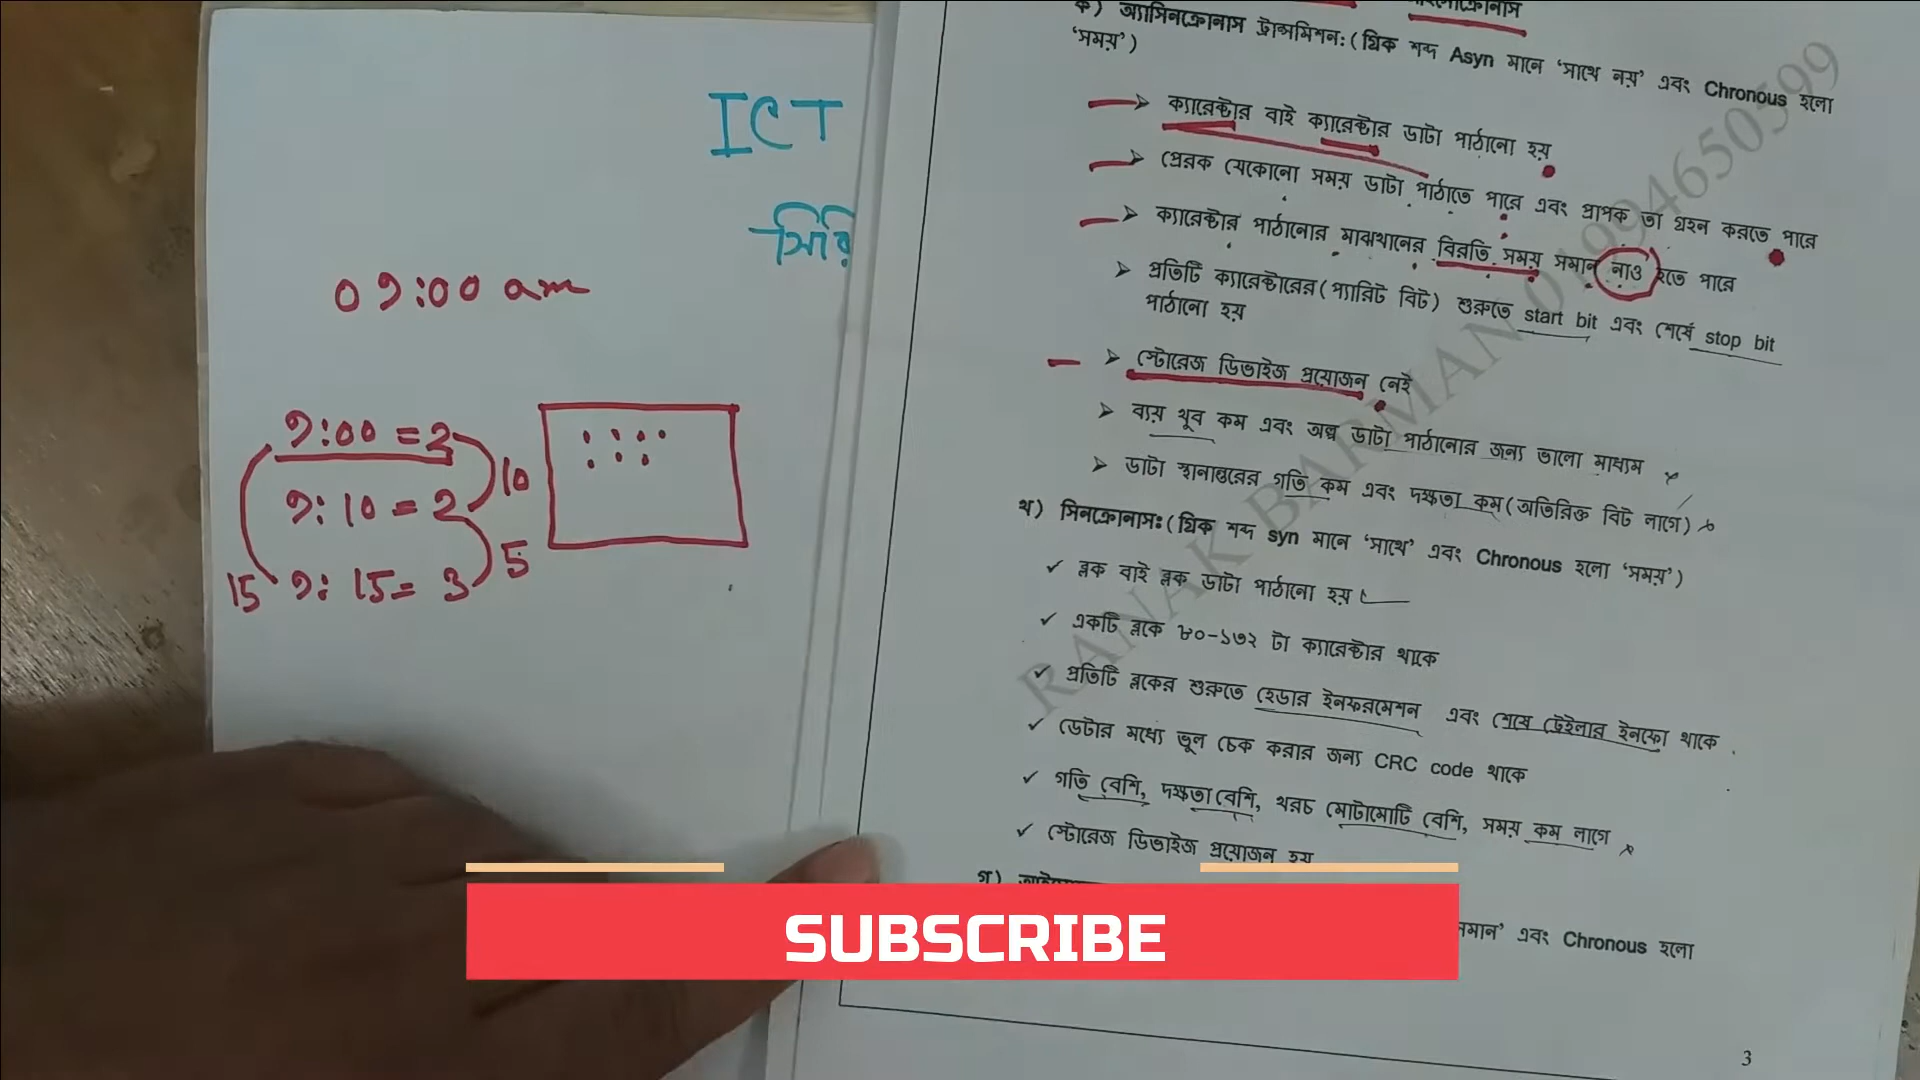 ICT
09:00 am
9:00 = 2
9:10 = 2
10
15 9: 15 = 3
5
ক) অ্যাসিনক্রোনাস ট্রান্সমিশন: (গ্রিক শব্দ Asyn মানে ‘সাথে নয়’ এবং Chronous হলো
‘সময়’)
➢ ক্যারেক্টার বাই ক্যারেক্টার ডাটা পাঠানো হয়
➢ প্রেরক যেকোনো সময় ডাটা পাঠাতে পারে এবং প্রাপক তা গ্রহন করতে পারে
➢ ক্যারেক্টার পাঠানোর মাঝখানের বিরতি সময় সমান নাও হতে পারে
➢ প্রতিটি ক্যারেক্টারের (প্যারিট বিট) শুরুতে start bit এবং শেষে stop bit
পাঠানো হয়
➢ স্টোরেজ ডিভাইজ প্রয়োজন নেই
➢ ব্যয় খুব কম এবং অল্প ডাটা পাঠানোর জন্য ভালো মাধ্যম
➢ ডাটা স্থানান্তরের গতি কম এবং দক্ষতা কম (অতিরিক্ত বিট লাগে)
খ) সিনক্রোনাসঃ (গ্রিক শব্দ syn মানে ‘সাথে’ এবং Chronous হলো ‘সময়’)
✓ ব্লক বাই ব্লক ডাটা পাঠানো হয়
✓ একটি ব্লকে ৮০-১৩২ টা ক্যারেক্টার থাকে
✓ প্রতিটি ব্লকের শুরুতে হেডার ইনফরমেশন এবং শেষে ট্রেইলার ইনফো থাকে
✓ ডেটার মধ্যে ভুল চেক করার জন্য CRC code থাকে
✓ গতি বেশি, দক্ষতা বেশি, খরচ মোটামোটি বেশি, সময় কম লাগে
✓ স্টোরেজ ডিভাইজ প্রয়োজন হয়
গ)
সমান’ এবং Chronous হলো
SUBSCRIBE
3
RANAK BARMAN 01994650599